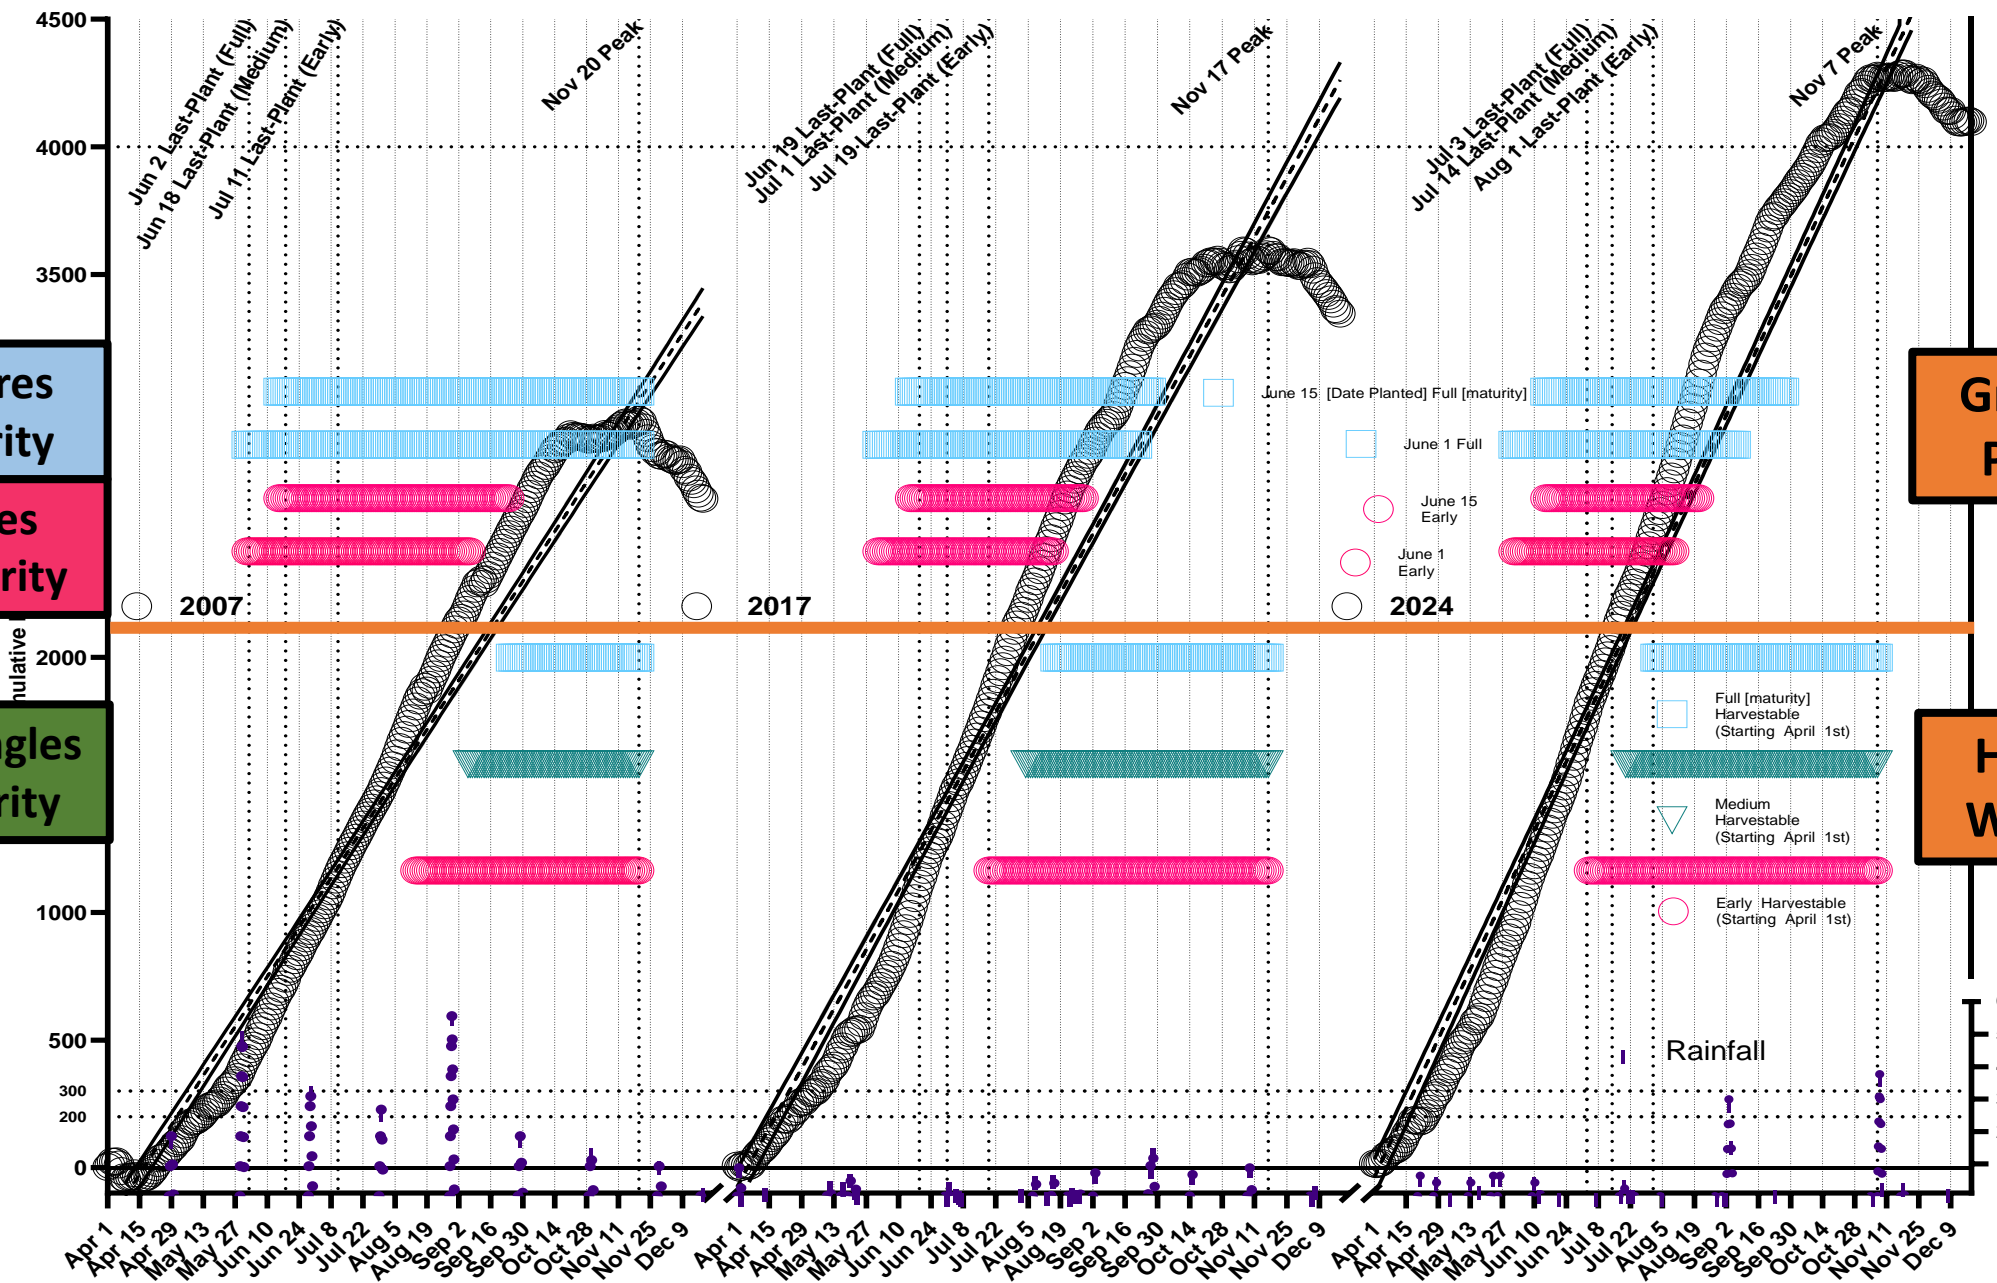 4500
4000
3500
2000
1000
500
300
200
0
Jun 2 Last-Plant (Full)
Jun 18 Last-Plant (Medium)
Jul 11 Last-Plant (Early)
Nov 20 Peak
Jun 19 Last-Plant (Full)
Jul 1 Last-Plant (Medium)
Jul 19 Last-Plant (Early)
Nov 17 Peak
Jul 3 Last-Plant (Full)
Jul 14 Last-Plant (Medium)
Aug 1 Last-Plant (Early)
Nov 7 Peak
res
rity
es
rity
ngles
rity
mulative
G
P
H
W
June 15 [Date Planted] Full [maturity]
June 1 Full
June 15
Early
June 1
Early
2007
2017
2024
Full [maturity]
Harvestable
(Starting April 1st)
Medium
Harvestable
(Starting April 1st)
Early Harvestable
(Starting April 1st)
Rainfall
Apr 1
Apr 15
Apr 29
May 13
May 27
Jun 10
Jun 24
Jul 8
Jul 22
Aug 5
Aug 19
Sep 2
Sep 16
Sep 30
Oct 14
Oct 28
Nov 11
Nov 25
Dec 9
Apr 1
Apr 15
Apr 29
May 13
May 27
Jun 10
Jun 24
Jul 8
Jul 22
Aug 5
Aug 19
Sep 2
Sep 16
Sep 30
Oct 14
Oct 28
Nov 11
Nov 25
Dec 9
Apr 1
Apr 15
Apr 29
May 13
May 27
Jun 10
Jun 24
Jul 8
Jul 22
Aug 5
Aug 19
Sep 2
Sep 16
Sep 30
Oct 14
Oct 28
Nov 11
Nov 25
Dec 9